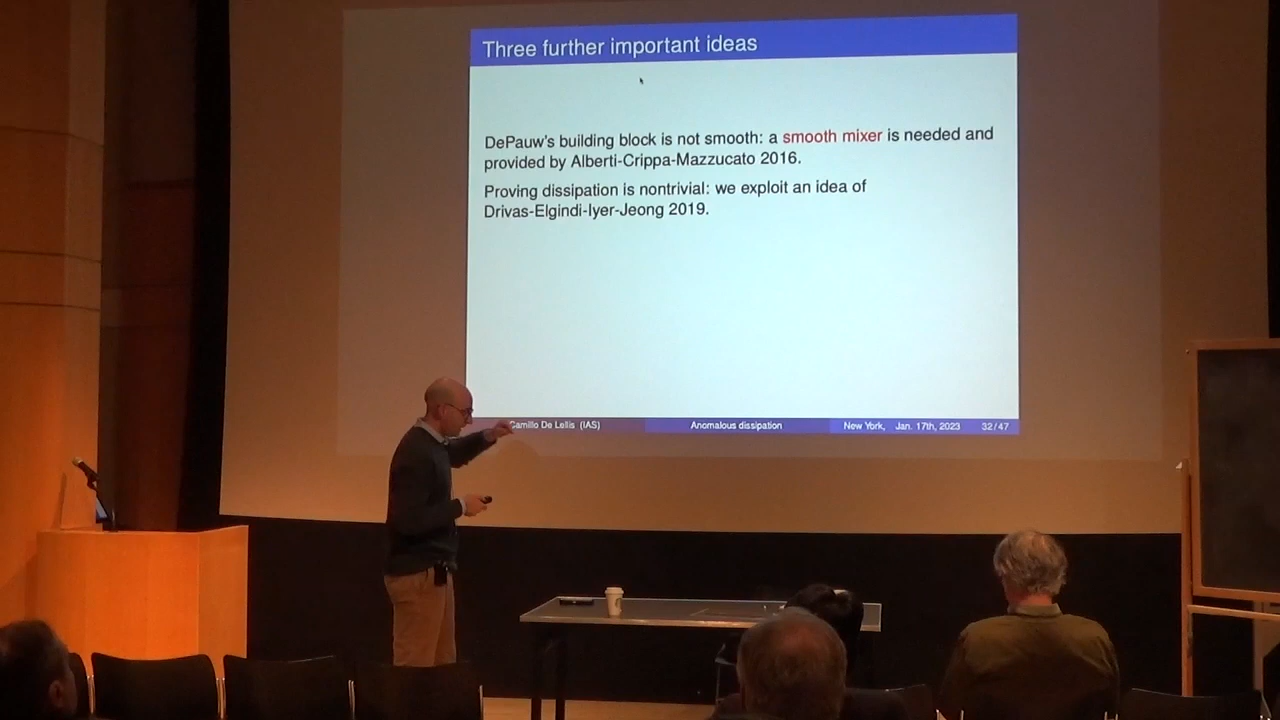 Three further important ideas
DePauw's building block is not smooth: a smooth mixer is needed and
provided by Alberti-Crippa-Mazzucato 2016.
Proving dissipation is nontrivial: we exploit an idea of
Drivas-Elgindi-Iyer-Jeong 2019.
Camillo De Lellis (IAS) Anomalous dissipation New York, Jan. 17th, 2023 32/47